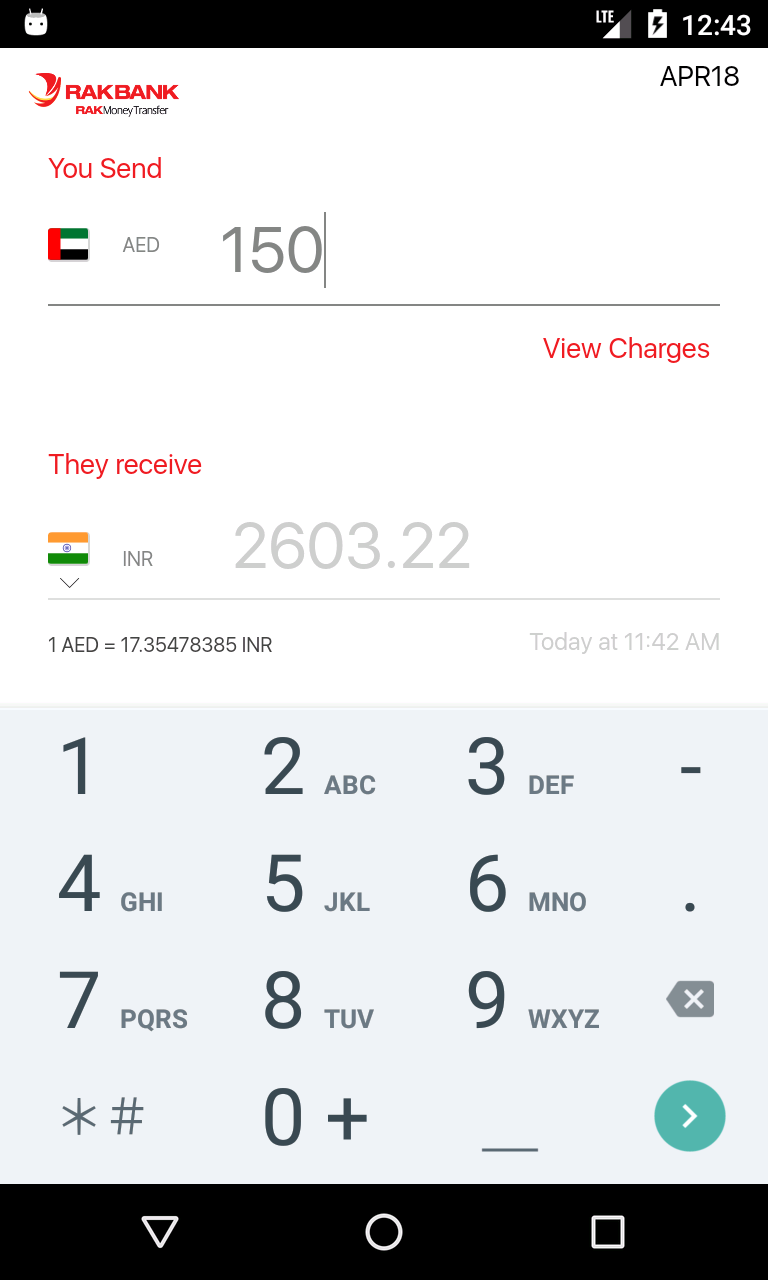 LTE 12:43
RAKBANK
RAKMoneyTransfer
APR18
You Send
AED 150
View Charges
They receive
INR 2603.22
1 AED = 17.35478385 INR
Today at 11:42 AM
1 2 ABC 3 DEF -
4 GHI 5 JKL 6 MNO .
7 PQRS 8 TUV 9 WXYZ
* # 0 + _